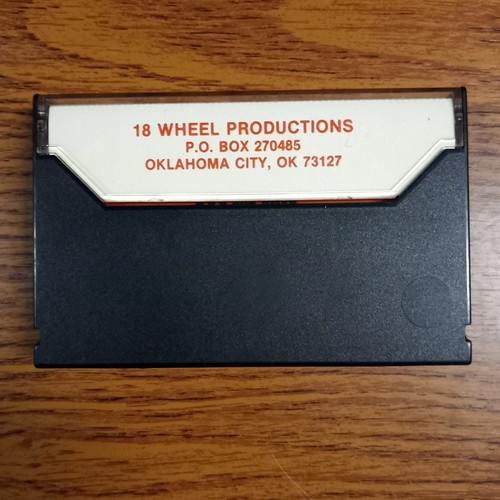 18 WHEEL PRODUCTIONS
P.O. BOX 270485
OKLAHOMA CITY, OK 73127